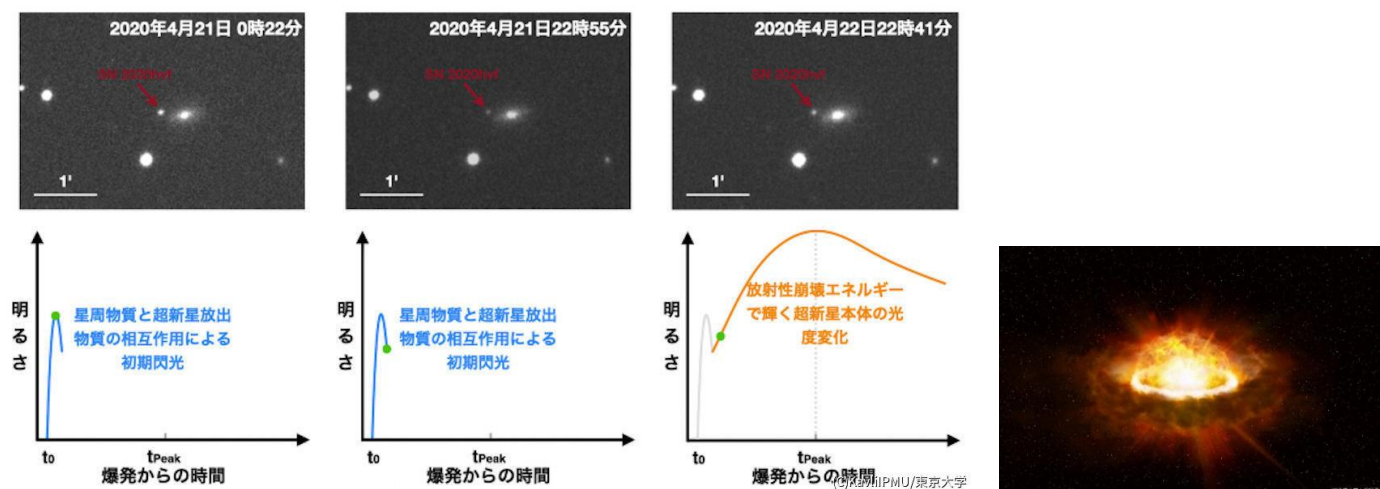 2020年4月21日 0時22分
SN 2020hvf
1'
2020年4月21日22時55分
SN 2020hvf
1'
2020年4月22日22時41分
SN 2020hvf
1'
明るさ
星周物質と超新星放出
物質の相互作用による
初期閃光
t0
tPeak
爆発からの時間
明るさ
星周物質と超新星放出
物質の相互作用による
初期閃光
t0
tPeak
爆発からの時間
明るさ
放射性崩壊エネルギー
で輝く超新星本体の光
度変化
t0
tPeak
爆発からの時間
(C)Kavli IPMU/東京大学